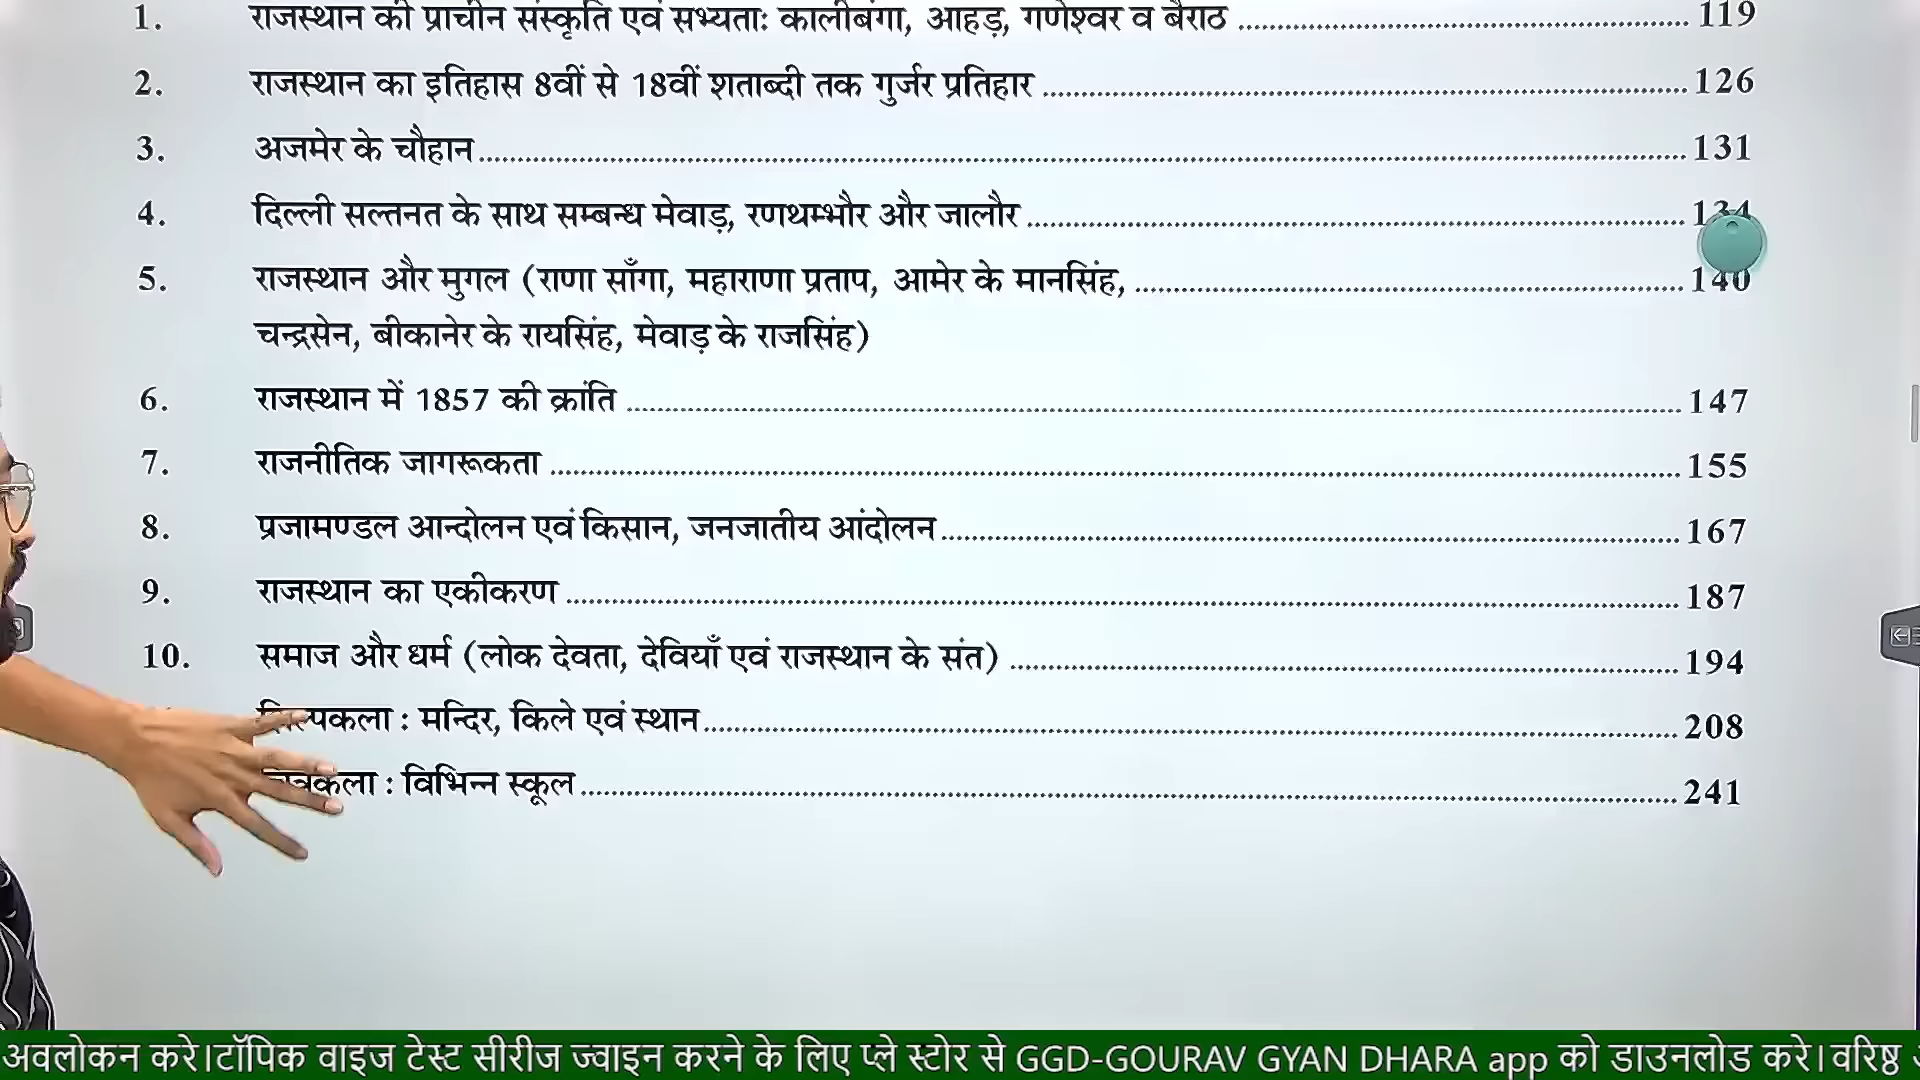 1. राजस्थान की प्राचीन संस्कृति एवं सभ्यताः कालीबंगा, आहड़, गणेश्वर व बैराठ 119
2. राजस्थान का इतिहास 8वीं से 18वीं शताब्दी तक गुर्जर प्रतिहार 126
3. अजमेर के चौहान 131
4. दिल्ली सल्तनत के साथ सम्बन्ध मेवाड़, रणथम्भौर और जालौर 134
5. राजस्थान और मुगल (राणा साँगा, महाराणा प्रताप, आमेर के मानसिंह, 140
चन्द्रसेन, बीकानेर के रायसिंह, मेवाड़ के राजसिंह)
6. राजस्थान में 1857 की क्रांति 147
7. राजनीतिक जागरूकता 155
8. प्रजामण्डल आन्दोलन एवं किसान, जनजातीय आंदोलन 167
9. राजस्थान का एकीकरण 187
10. समाज और धर्म (लोक देवता, देवियाँ एवं राजस्थान के संत) 194
: मन्दिर, किले एवं स्थान 208
: विभिन्न स्कूल 241
अवलोकन करे।टॉपिक वाइज टेस्ट सीरीज ज्वाइन करने के लिए प्ले स्टोर से GGD-GOURAV GYAN DHARA app को डाउनलोड करे। वरिष्ठ